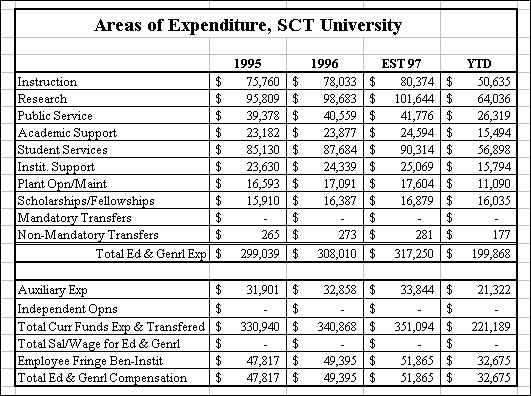 Areas of Expenditure, SCT University
1995 1996 EST 97 YTD
Instruction $ 75,760 $ 78,033 $ 80,374 $ 50,635
Research $ 95,809 $ 98,683 $ 101,644 $ 64,036
Public Service $ 39,378 $ 40,559 $ 41,776 $ 26,319
Academic Support $ 23,182 $ 23,877 $ 24,594 $ 15,494
Student Services $ 85,130 $ 87,684 $ 90,314 $ 56,898
Instit. Support $ 23,630 $ 24,339 $ 25,069 $ 15,794
Plant Opn/Maint $ 16,593 $ 17,091 $ 17,604 $ 11,090
Scholarships/Fellowships $ 15,910 $ 16,387 $ 16,879 $ 16,035
Mandatory Transfers $ - $ - $ - $ -
Non-Mandatory Transfers $ 265 $ 273 $ 281 $ 177
Total Ed & Genrl Exp $ 299,039 $ 308,010 $ 317,250 $ 199,868
Auxiliary Exp $ 31,901 $ 32,858 $ 33,844 $ 21,322
Independent Opns $ - $ - $ - $ -
Total Curr Funds Exp & Transfered $ 330,940 $ 340,868 $ 351,094 $ 221,189
Total Sal/Wage for Ed & Genrl $ - $ - $ - $ -
Employee Fringe Ben-Instit $ 47,817 $ 49,395 $ 51,865 $ 32,675
Total Ed & Genrl Compensation $ 47,817 $ 49,395 $ 51,865 $ 32,675